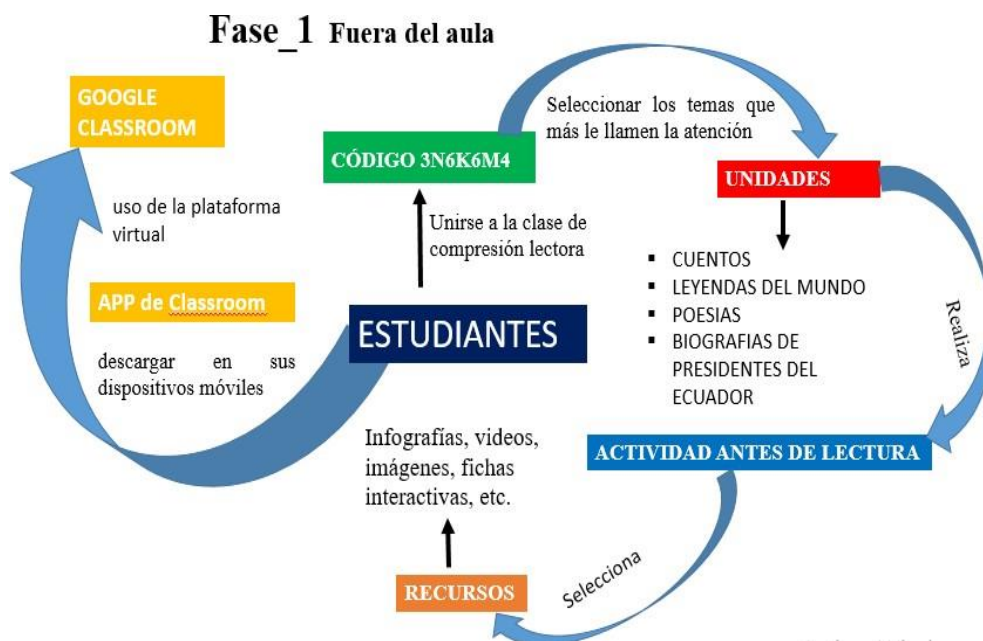 Fase_1 Fuera del aula
GOOGLE
CLASSROOM
uso de la plataforma
virtual
APP de Classroom
descargar en sus
dispositivos móviles
CÓDIGO 3N6K6M4
Unirse a la clase de
compresión lectora
ESTUDIANTES
Seleccionar los temas que
más le llamen la atención
UNIDADES
▪ CUENTOS
▪ LEYENDAS DEL MUNDO
▪ POESIAS
▪ BIOGRAFIAS DE
PRESIDENTES DEL
ECUADOR
Realiza
ACTIVIDAD ANTES DE LECTURA
Selecciona
Infografías, videos,
imágenes, fichas
interactivas, etc.
RECURSOS